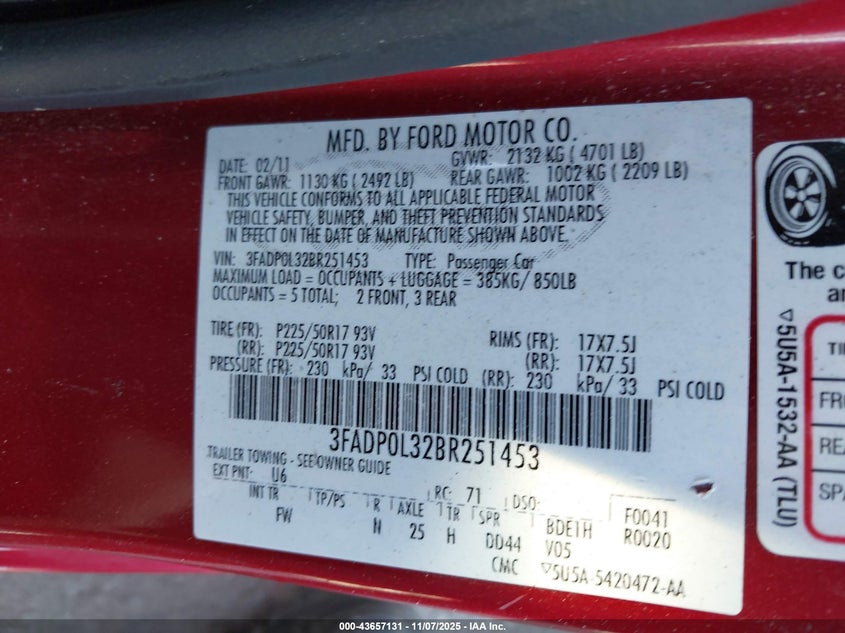 MFD. BY FORD MOTOR CO.
DATE: 02/11 GVWR: 2132 KG ( 4701 LB)
FRONT GAWR: 1130 KG ( 2492 LB) REAR GAWR: 1002 KG ( 2209 LB)
THIS VEHICLE CONFORMS TO ALL APPLICABLE FEDERAL MOTOR
VEHICLE SAFETY, BUMPER, AND THEFT PREVENTION STANDARDS
IN EFFECT ON THE DATE OF MANUFACTURE SHOWN ABOVE.
VIN: 3FADP0L32BR251453 TYPE: Passenger Car
MAXIMUM LOAD = OCCUPANTS + LUGGAGE = 385KG/ 850LB
OCCUPANTS = 5 TOTAL; 2 FRONT, 3 REAR
TIRE (FR): P225/50R17 93V RIMS (FR): 17X7.5J
(RR): P225/50R17 93V (RR): 17X7.5J
PRESSURE (FR): 230 kPa/ 33 PSI COLD (RR): 230 kPa/ 33 PSI COLD
3FADP0L32BR251453
TRAILER TOWING - SEE OWNER GUIDE
EXT PNT: U6 RC: 71 DSO:
INT TR TP/PS R AXLE TR SPR BDE1H F0041
FW N 25 H DD44 V05 R0020
CMC ▽5U5A-5420472-AA
▽5U5A-1532-AA (TLU)
The c
an
TI
FRO
REA
SPA
000-43657131 - 11/07/2025 - IAA Inc.